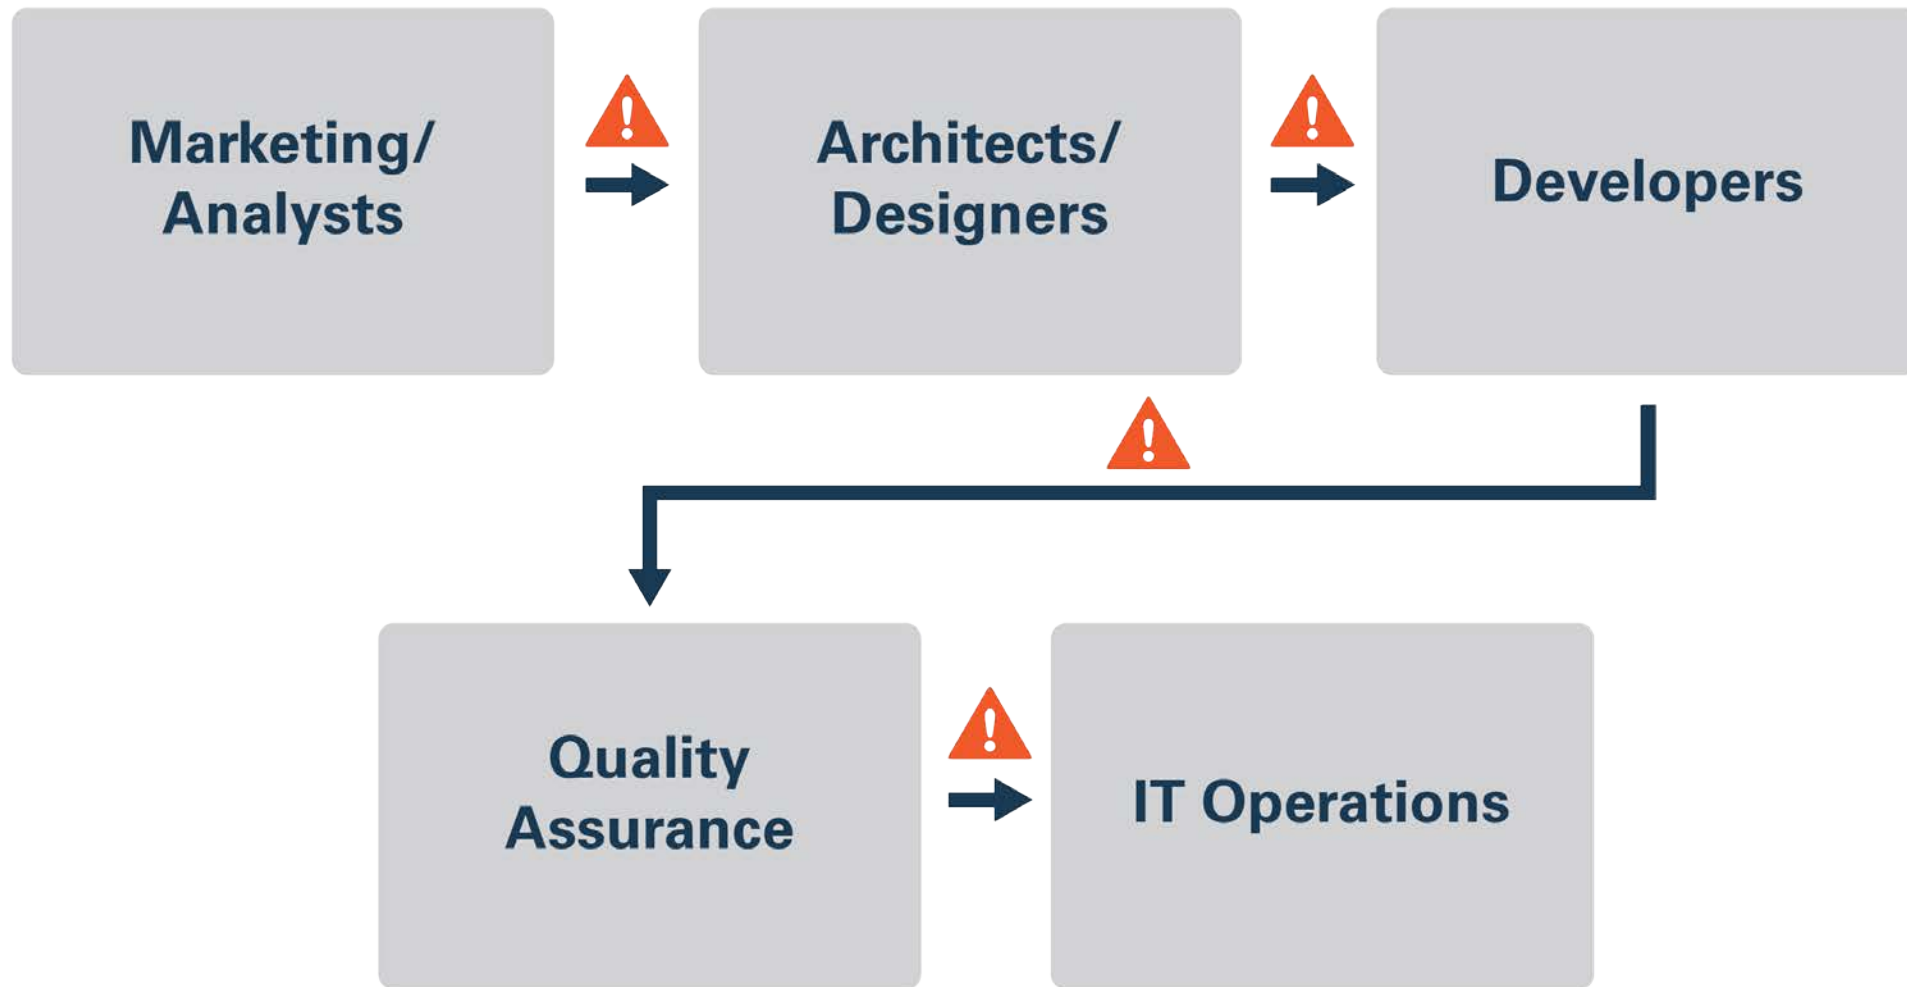 Marketing/
Analysts
Architects/
Designers
Developers
Quality
Assurance
IT Operations